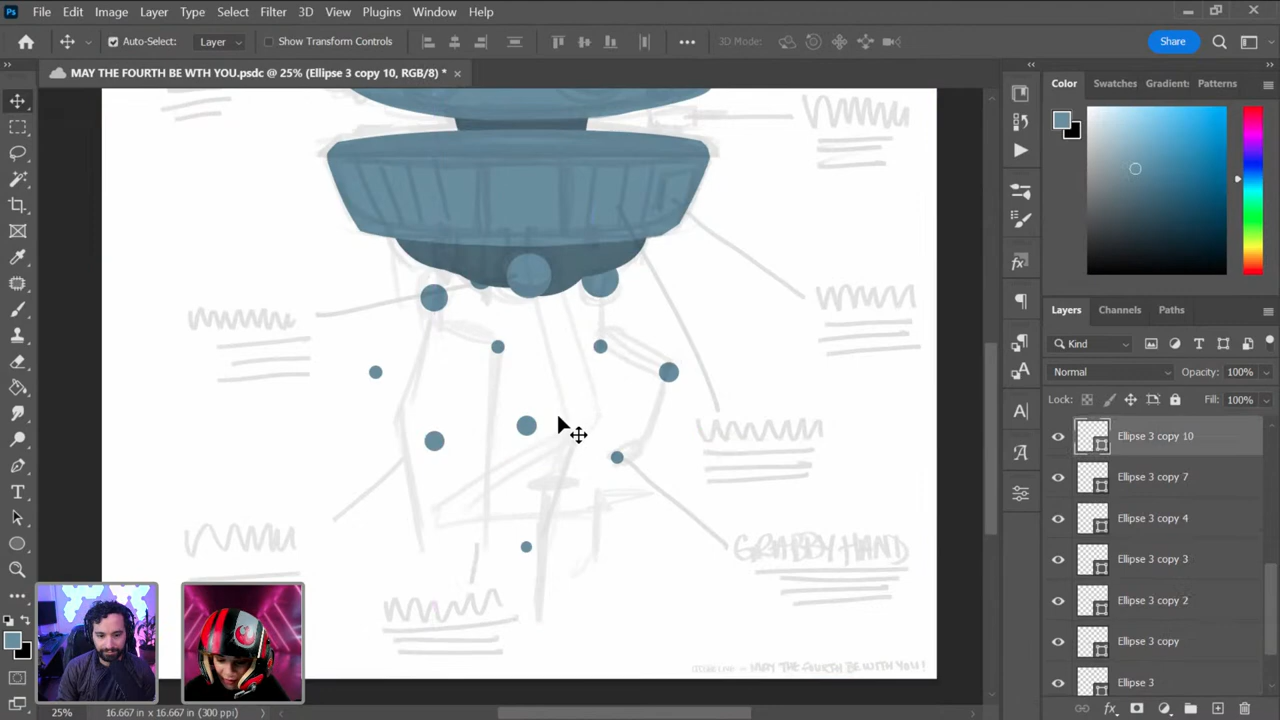 Ps File Edit Image Layer Type Select Filter 3D View Plugins Window Help
Auto-Select: Layer Show Transform Controls 3D Mode: Share
MAY THE FOURTH BE WTH YOU.psdc @ 25% (Ellipse 3 copy 10, RGB/8) *
Color Swatches Gradient: Patterns
Layers Channels Paths
Kind
Normal Opacity: 100%
Lock: Fill: 100%
Ellipse 3 copy 10
Ellipse 3 copy 7
Ellipse 3 copy 4
Ellipse 3 copy 3
Ellipse 3 copy 2
Ellipse 3 copy
Ellipse 3
GRABBY HAND
MAY THE FOURTH BE WITH YOU!
25% 16.667 in x 16.667 in (300 ppi)